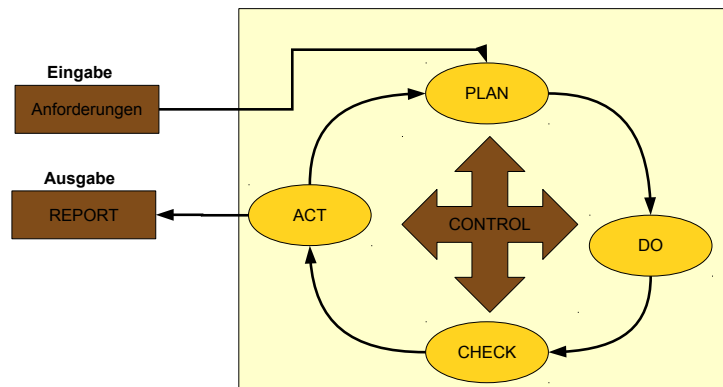 Eingabe
Anforderungen
Ausgabe
REPORT
PLAN
ACT
CONTROL
DO
CHECK